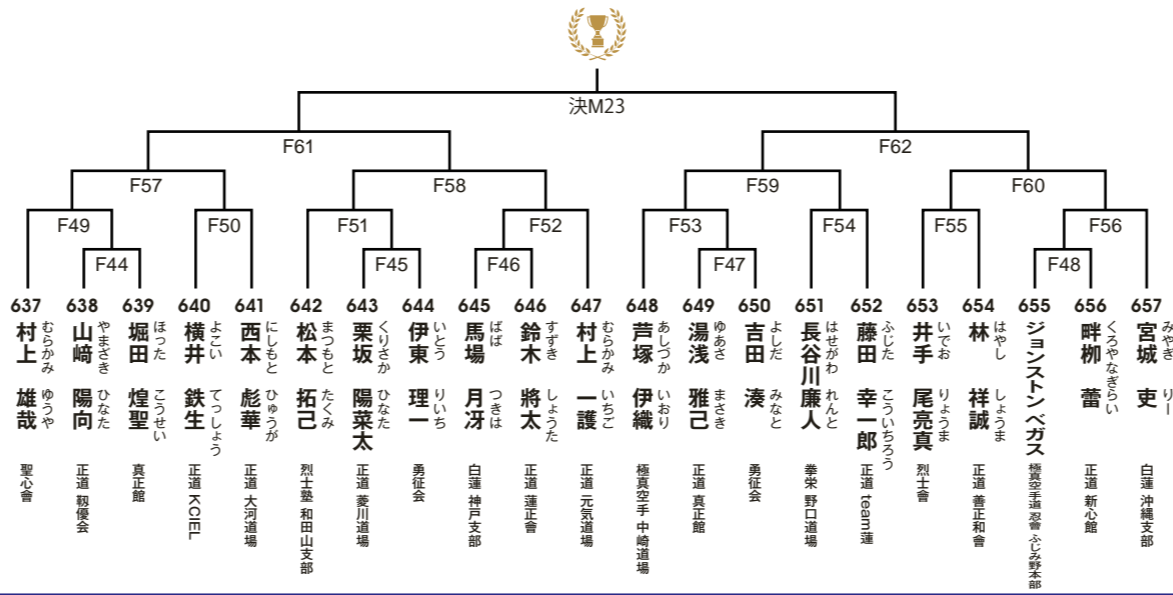 決M23
F61
F62
F57
F58
F59
F60
F49
F50
F51
F52
F53
F54
F55
F56
F44
F45
F46
F47
F48
637
村上 雄哉
むらかみ ゆうや
聖心會
638
山﨑 陽向
やまざき ひなた
正道 靱優会
639
堀田 煌聖
ほった こうせい
真正館
640
横井 鉄生
よこい てっしょう
正道 KCIEL
641
西本 彪華
にしもと ひゅうが
正道 大河道場
642
松本 拓己
まつもと たくみ
烈士塾 和田山支部
643
栗坂 陽菜太
くりさか ひなた
正道 菱川道場
644
伊東 理一
いとう りいち
勇征会
645
馬場 月冴
ばば つきは
白蓮 神戸支部
646
鈴木 將太
すずき しょうた
正道 蓮正會
647
村上 一護
むらかみ いちご
正道 元気道場
648
芦塚 伊織
あしづか いおり
極真空手 中崎道場
649
湯浅 雅己
ゆあさ まさき
正道 真正館
650
吉田 湊
よしだ みなと
勇征会
651
長谷川 廉人
はせがわ れんと
拳栄 野口道場
652
藤田 幸一郎
ふじた こういちろう
正道 team蓮
653
井手 尾亮真
いでお りょうま
烈士會
654
林 祥誠
はやし しょうま
正道 善正和會
655
ジョンストン ベガス
極真空手道 忍會 ふじみ野本部
656
畔栁 蕾
くろやなぎらい
正道 新心館
657
宮城 吏
みやぎ りー
白蓮 沖縄支部